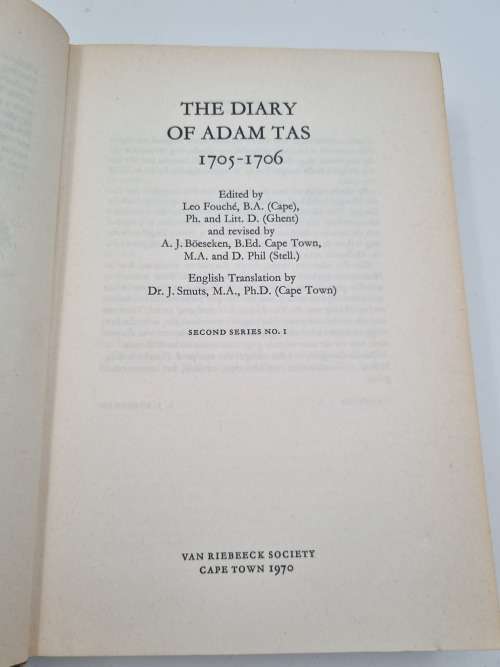 THE DIARY
OF ADAM TAS
1705-1706
Edited by
Leo Fouché, B.A. (Cape),
Ph. and Litt. D. (Ghent)
and revised by
A. J. Böeseken, B.Ed. Cape Town,
M.A. and D. Phil (Stell.)
English Translation by
Dr. J. Smuts, M.A., Ph.D. (Cape Town)
SECOND SERIES NO. 1
VAN RIEBEECK SOCIETY
CAPE TOWN 1970